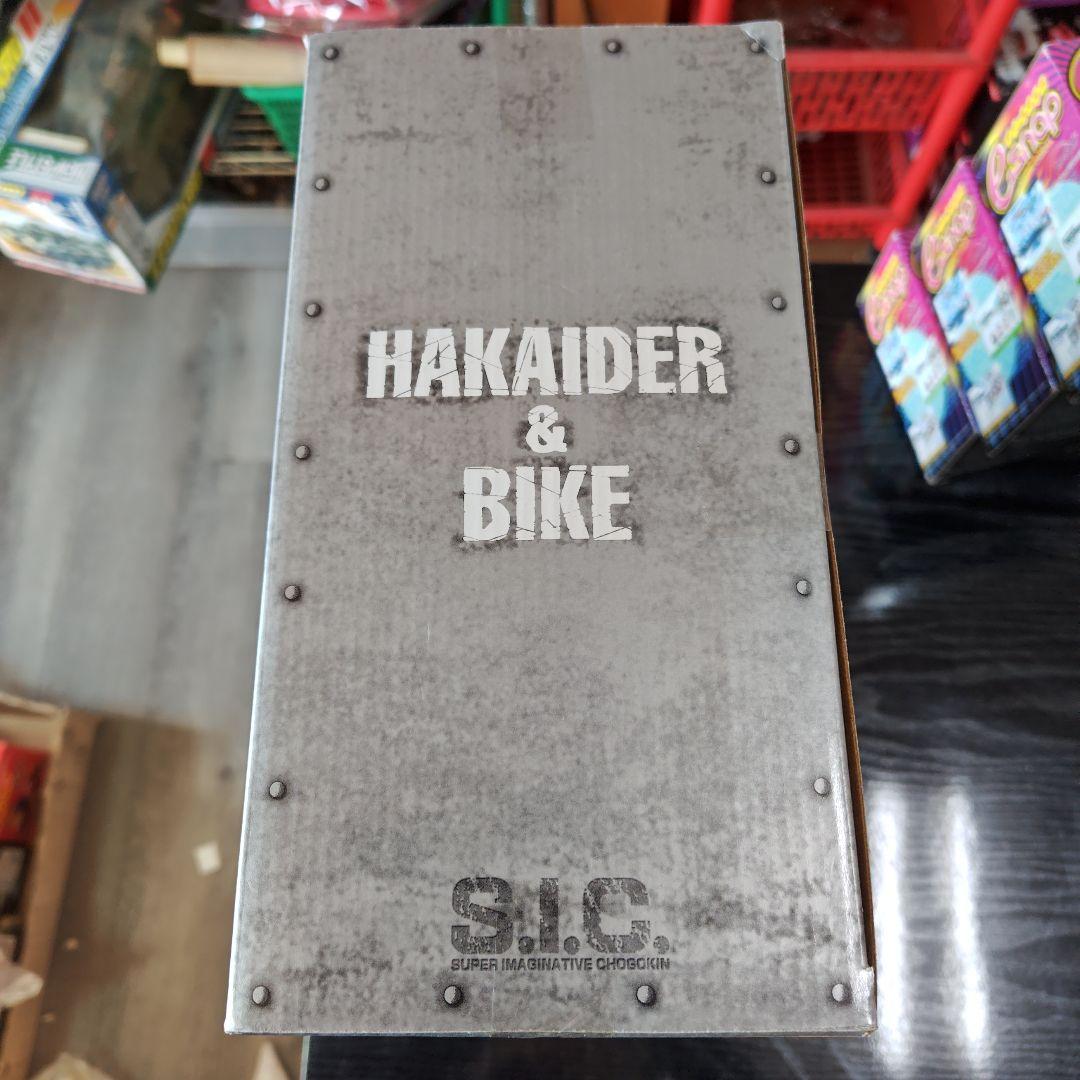 HAKAIDER
&
BIKE
S.I.C.
SUPER IMAGINATIVE CHOGOKIN